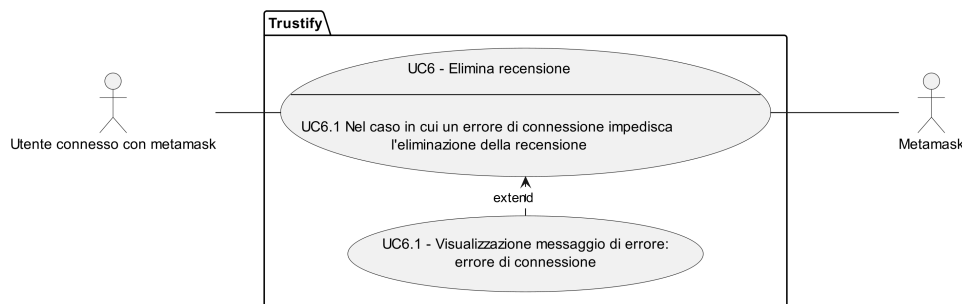 Trustify
UC6 - Elimina recensione
UC6.1 Nel caso in cui un errore di connessione impedisca
l'eliminazione della recensione
Utente connesso con metamask
Metamask
extend
UC6.1 - Visualizzazione messaggio di errore:
errore di connessione